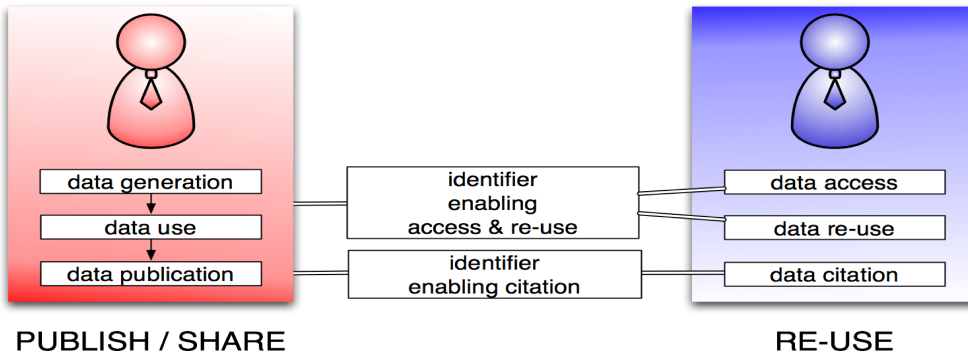 data generation
data use
data publication
identifier
enabling
access & re-use
identifier
enabling citation
data access
data re-use
data citation
PUBLISH / SHARE
RE-USE